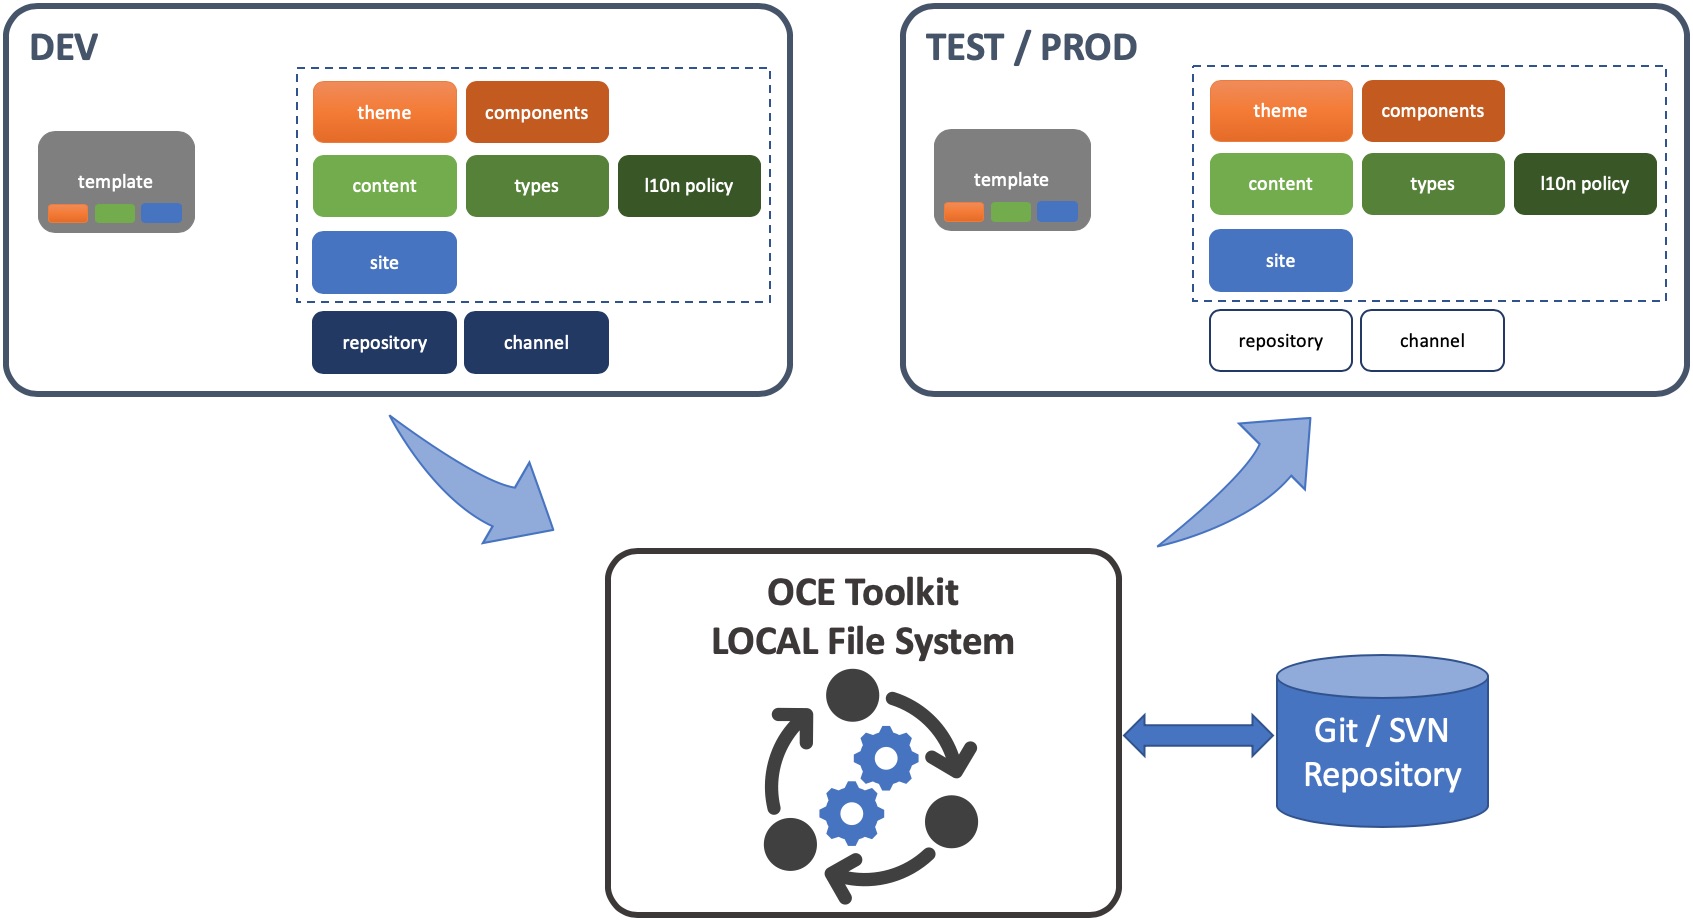 DEV
template
theme
components
content
types
l10n policy
site
repository
channel
TEST / PROD
template
theme
components
content
types
l10n policy
site
repository
channel
OCE Toolkit
LOCAL File System
Git / SVN
Repository